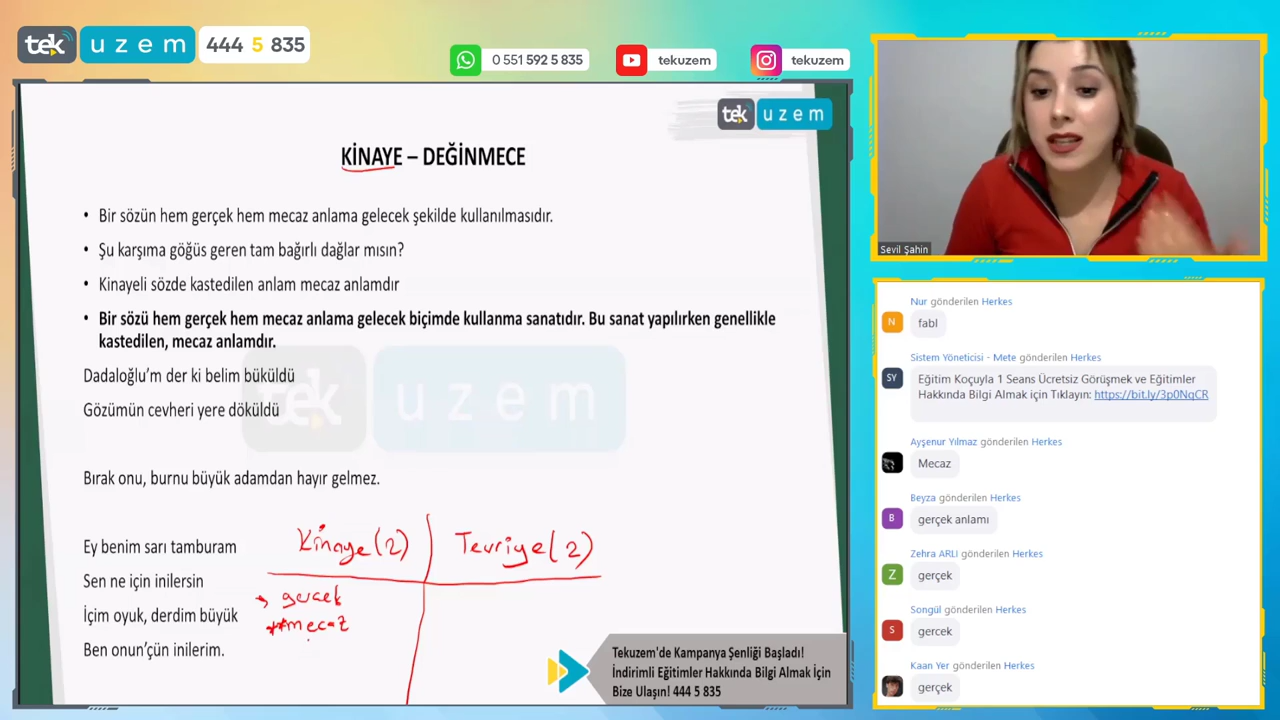 tek uzem 444 5 835
0 551 592 5 835
tekuzem
tekuzem
tek uzem
KİNAYE – DEĞİNMECE
• Bir sözün hem gerçek hem mecaz anlama gelecek şekilde kullanılmasıdır.
• Şu karşıma göğüs geren tam bağırlı dağlar mısın?
• Kinayeli sözde kastedilen anlam mecaz anlamdır
• Bir sözü hem gerçek hem mecaz anlama gelecek biçimde kullanma sanatıdır. Bu sanat yapılırken genellikle
kastedilen, mecaz anlamdır.
tek uzem
Dadaloğlu’m der ki belim büküldü
Gözümün cevheri yere döküldü
Bırak onu, burnu büyük adamdan hayır gelmez.
Ey benim sarı tamburam
Sen ne için inilersin
İçim oyuk, derdim büyük
Ben onun’çün inilerim.
Kinaye (2) Tevriye (2)
gercek
mecaz
Tekuzem'de Kampanya Şenliği Başladı!
İndirimli Eğitimler Hakkında Bilgi Almak İçin
Bize Ulaşın! 444 5 835
Sevil Şahin
Nur gönderilen Herkes
N
fabl
Sistem Yöneticisi - Mete gönderilen Herkes
SY
Eğitim Koçuyla 1 Seans Ücretsiz Görüşmek ve Eğitimler
Hakkında Bilgi Almak için Tıklayın: https://bit.ly/3p0NqCR
Ayşenur Yılmaz gönderilen Herkes
Mecaz
Beyza gönderilen Herkes
B
gerçek anlamı
Zehra ARLI gönderilen Herkes
Z
gerçek
Songül gönderilen Herkes
S
gercek
Kaan Yer gönderilen Herkes
gerçek